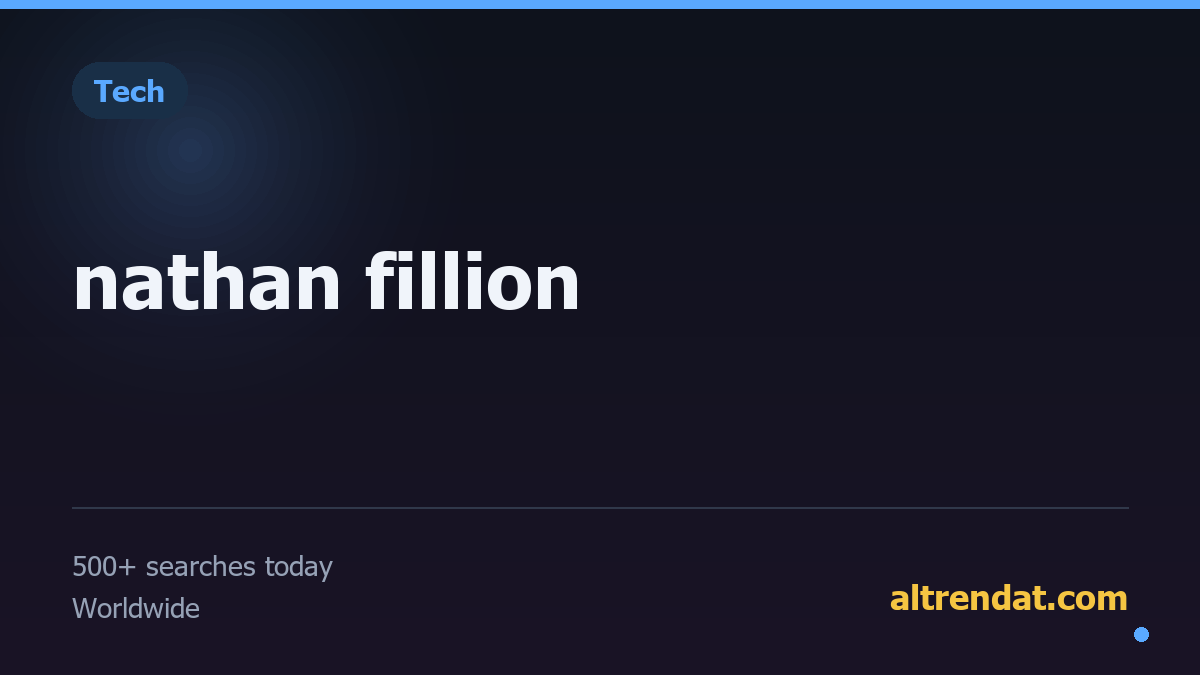 Tech
nathan fillion
500+ searches today
Worldwide
altrendat.com